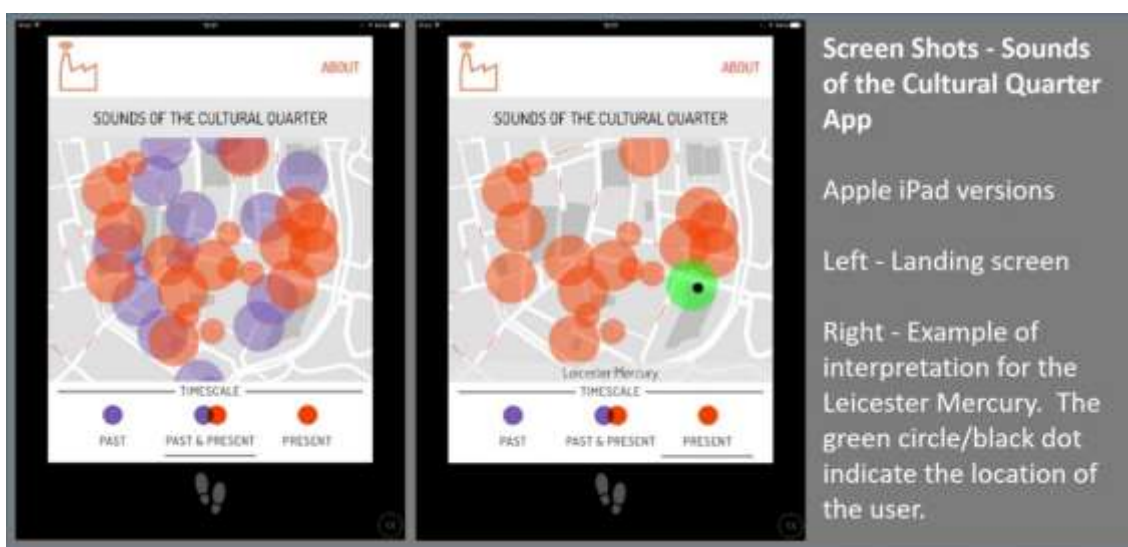 ABOUT
SOUNDS OF THE CULTURAL QUARTER
TIMESCALE
PAST
PAST & PRESENT
PRESENT
ABOUT
SOUNDS OF THE CULTURAL QUARTER
Leicester Mercury
TIMESCALE
PAST
PAST & PRESENT
PRESENT
Screen Shots - Sounds
of the Cultural Quarter
App
Apple iPad versions
Left - Landing screen
Right - Example of
interpretation for the
Leicester Mercury. The
green circle/black dot
indicate the location of
the user.